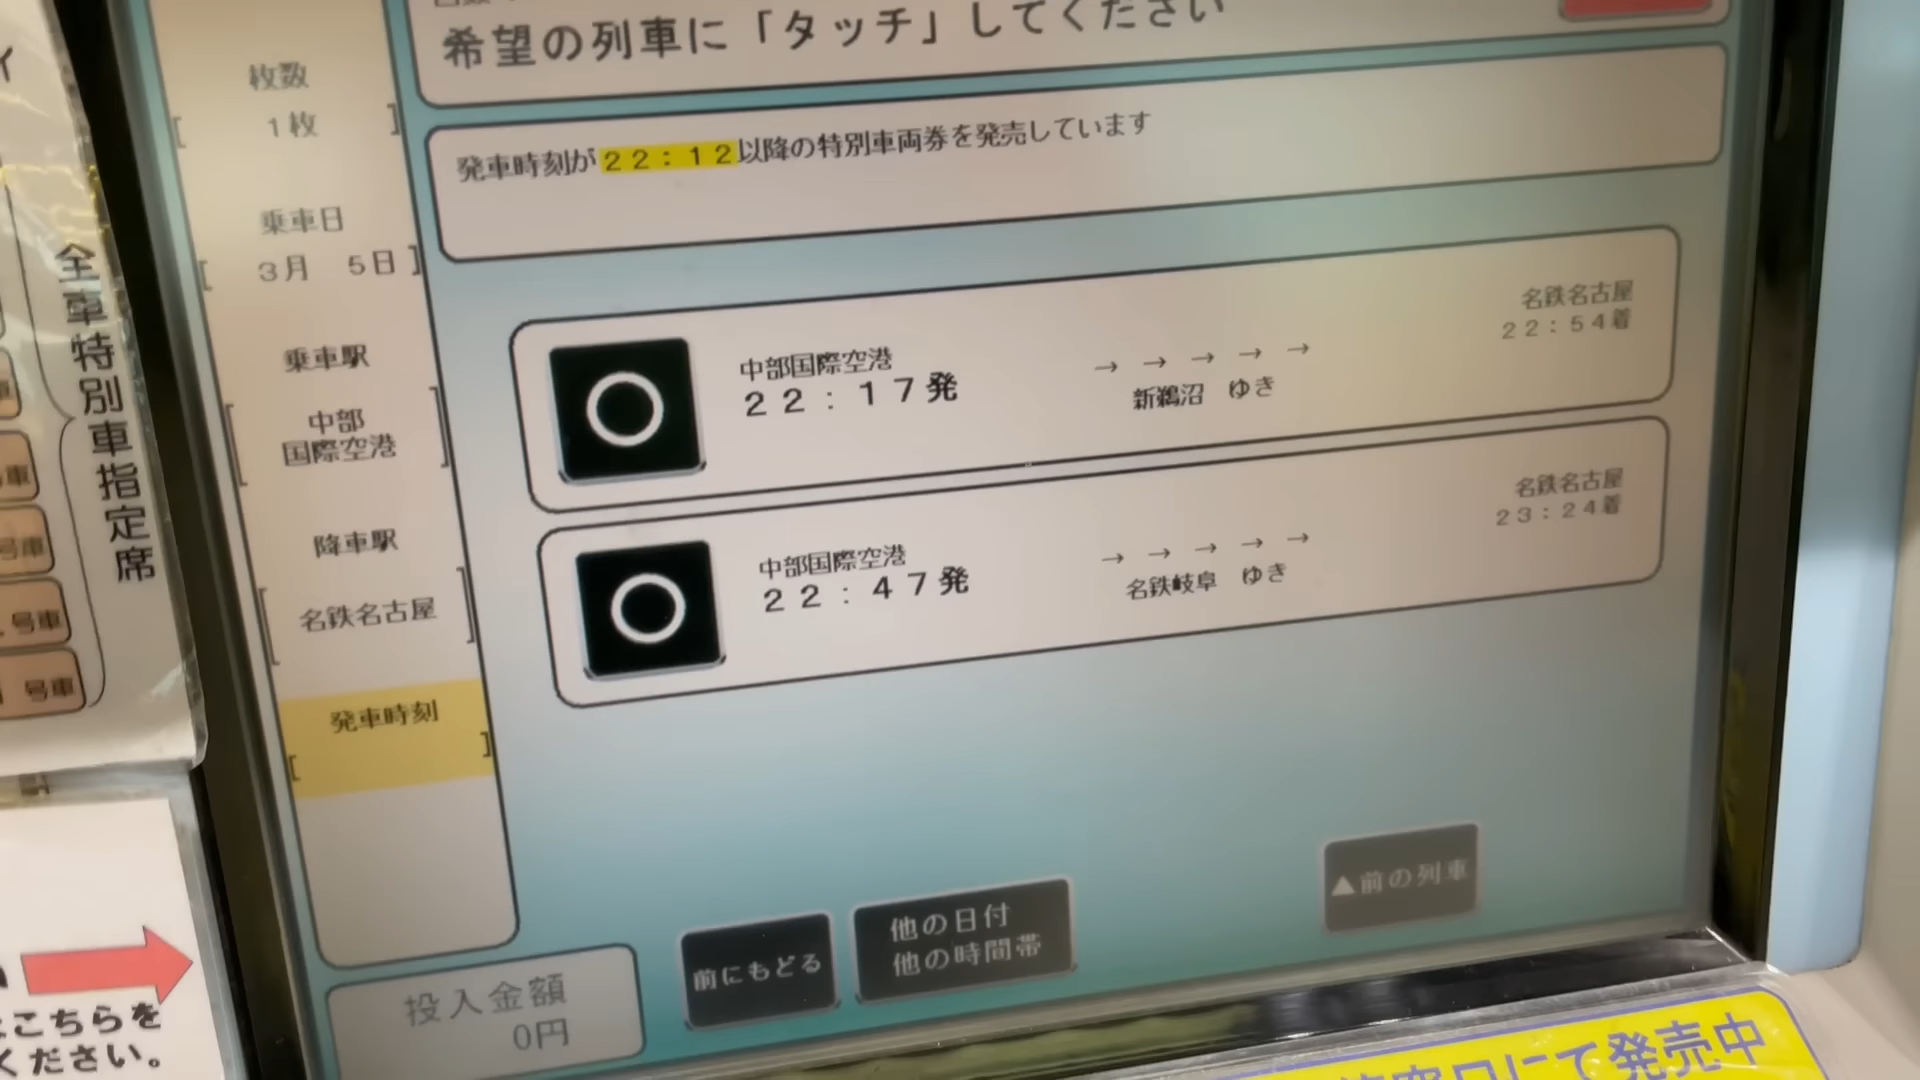 希望の列車に「タッチ」してください
発車時刻が22:12以降の特別車両券を発売しています
枚数
[ 1枚 ]
乗車日
[ 3月 5日 ]
乗車駅
[ 中部
国際空港 ]
降車駅
[ 名鉄名古屋 ]
発車時刻
[ ]
中部国際空港
22:17発
→ → → → →
新鵜沼 ゆき
名鉄名古屋
22:54着
中部国際空港
22:47発
→ → → → →
名鉄岐阜 ゆき
名鉄名古屋
23:24着
▲前の列車
他の日付
他の時間帯
前にもどる
投入金額
0円
全車特別車指定席
号車
号車
号車
こちらを
ください。
窓口にて発売中